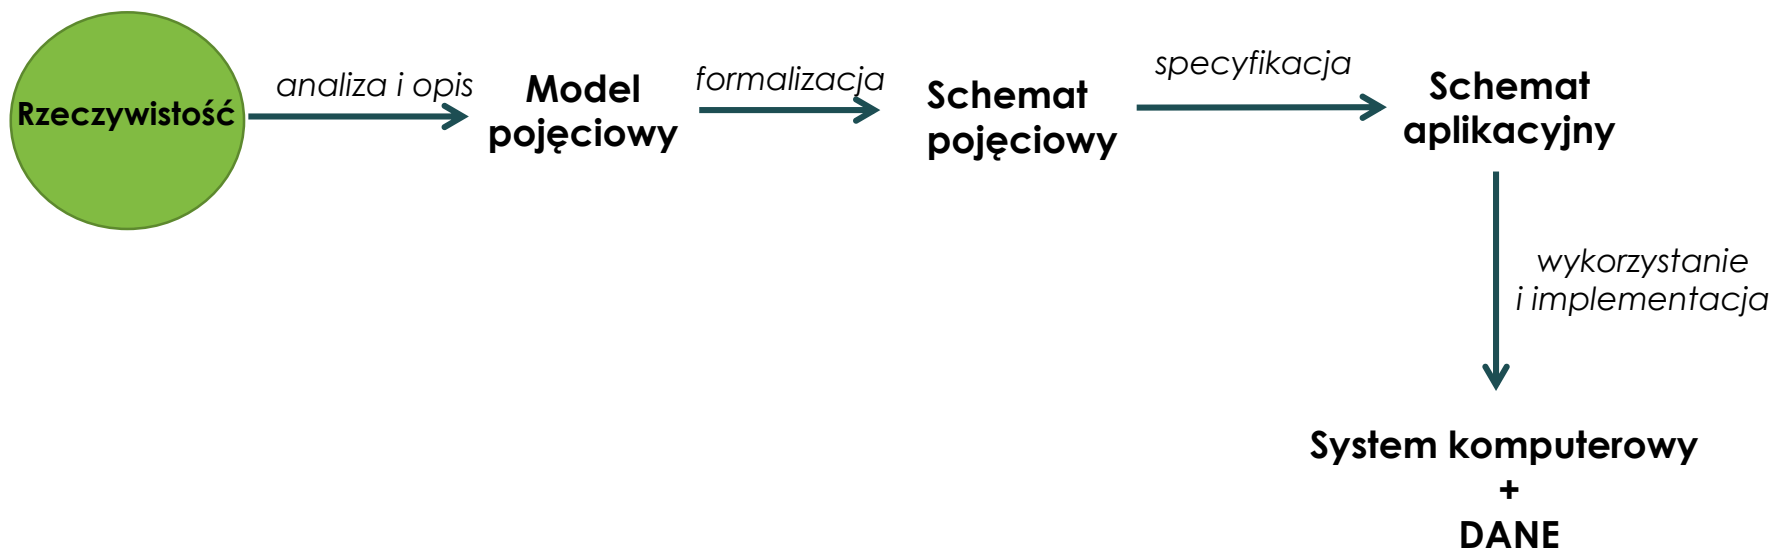 Rzeczywistość
analiza i opis
Model
pojęciowy
formalizacja
Schemat
pojęciowy
specyfikacja
Schemat
aplikacyjny
wykorzystanie
i implementacja
System komputerowy
+
DANE